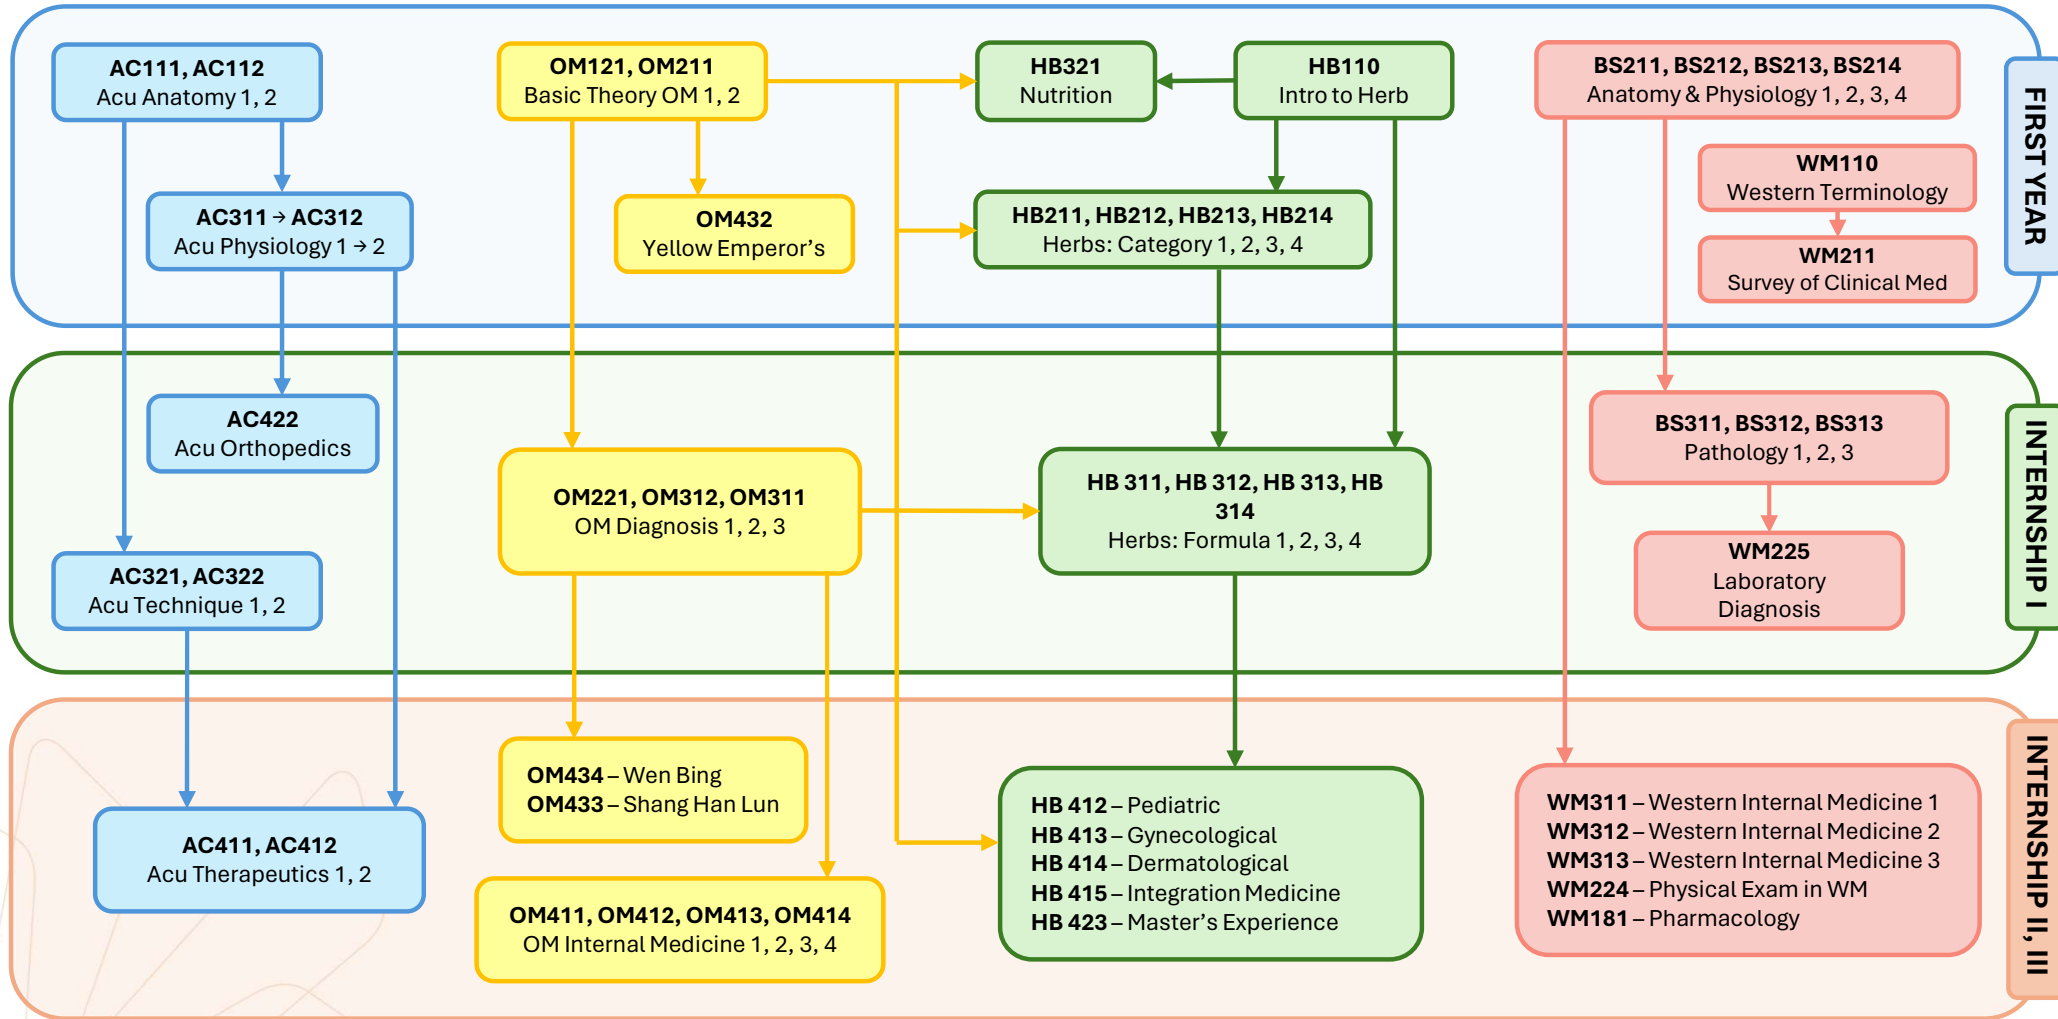 AC111, AC112
Acu Anatomy 1, 2
OM121, OM211
Basic Theory OM 1, 2
HB321
Nutrition
HB110
Intro to Herb
BS211, BS212, BS213, BS214
Anatomy & Physiology 1, 2, 3, 4
WM110
Western Terminology
AC311 → AC312
Acu Physiology 1 → 2
OM432
Yellow Emperor’s
HB211, HB212, HB213, HB214
Herbs: Category 1, 2, 3, 4
WM211
Survey of Clinical Med
FIRST YEAR
AC422
Acu Orthopedics
OM221, OM312, OM311
OM Diagnosis 1, 2, 3
HB 311, HB 312, HB 313, HB
314
Herbs: Formula 1, 2, 3, 4
BS311, BS312, BS313
Pathology 1, 2, 3
AC321, AC322
Acu Technique 1, 2
WM225
Laboratory
Diagnosis
INTERNSHIP I
AC411, AC412
Acu Therapeutics 1, 2
OM434 – Wen Bing
OM433 – Shang Han Lun
OM411, OM412, OM413, OM414
OM Internal Medicine 1, 2, 3, 4
HB 412 – Pediatric
HB 413 – Gynecological
HB 414 – Dermatological
HB 415 – Integration Medicine
HB 423 – Master’s Experience
WM311 – Western Internal Medicine 1
WM312 – Western Internal Medicine 2
WM313 – Western Internal Medicine 3
WM224 – Physical Exam in WM
WM181 – Pharmacology
INTERNSHIP II, III